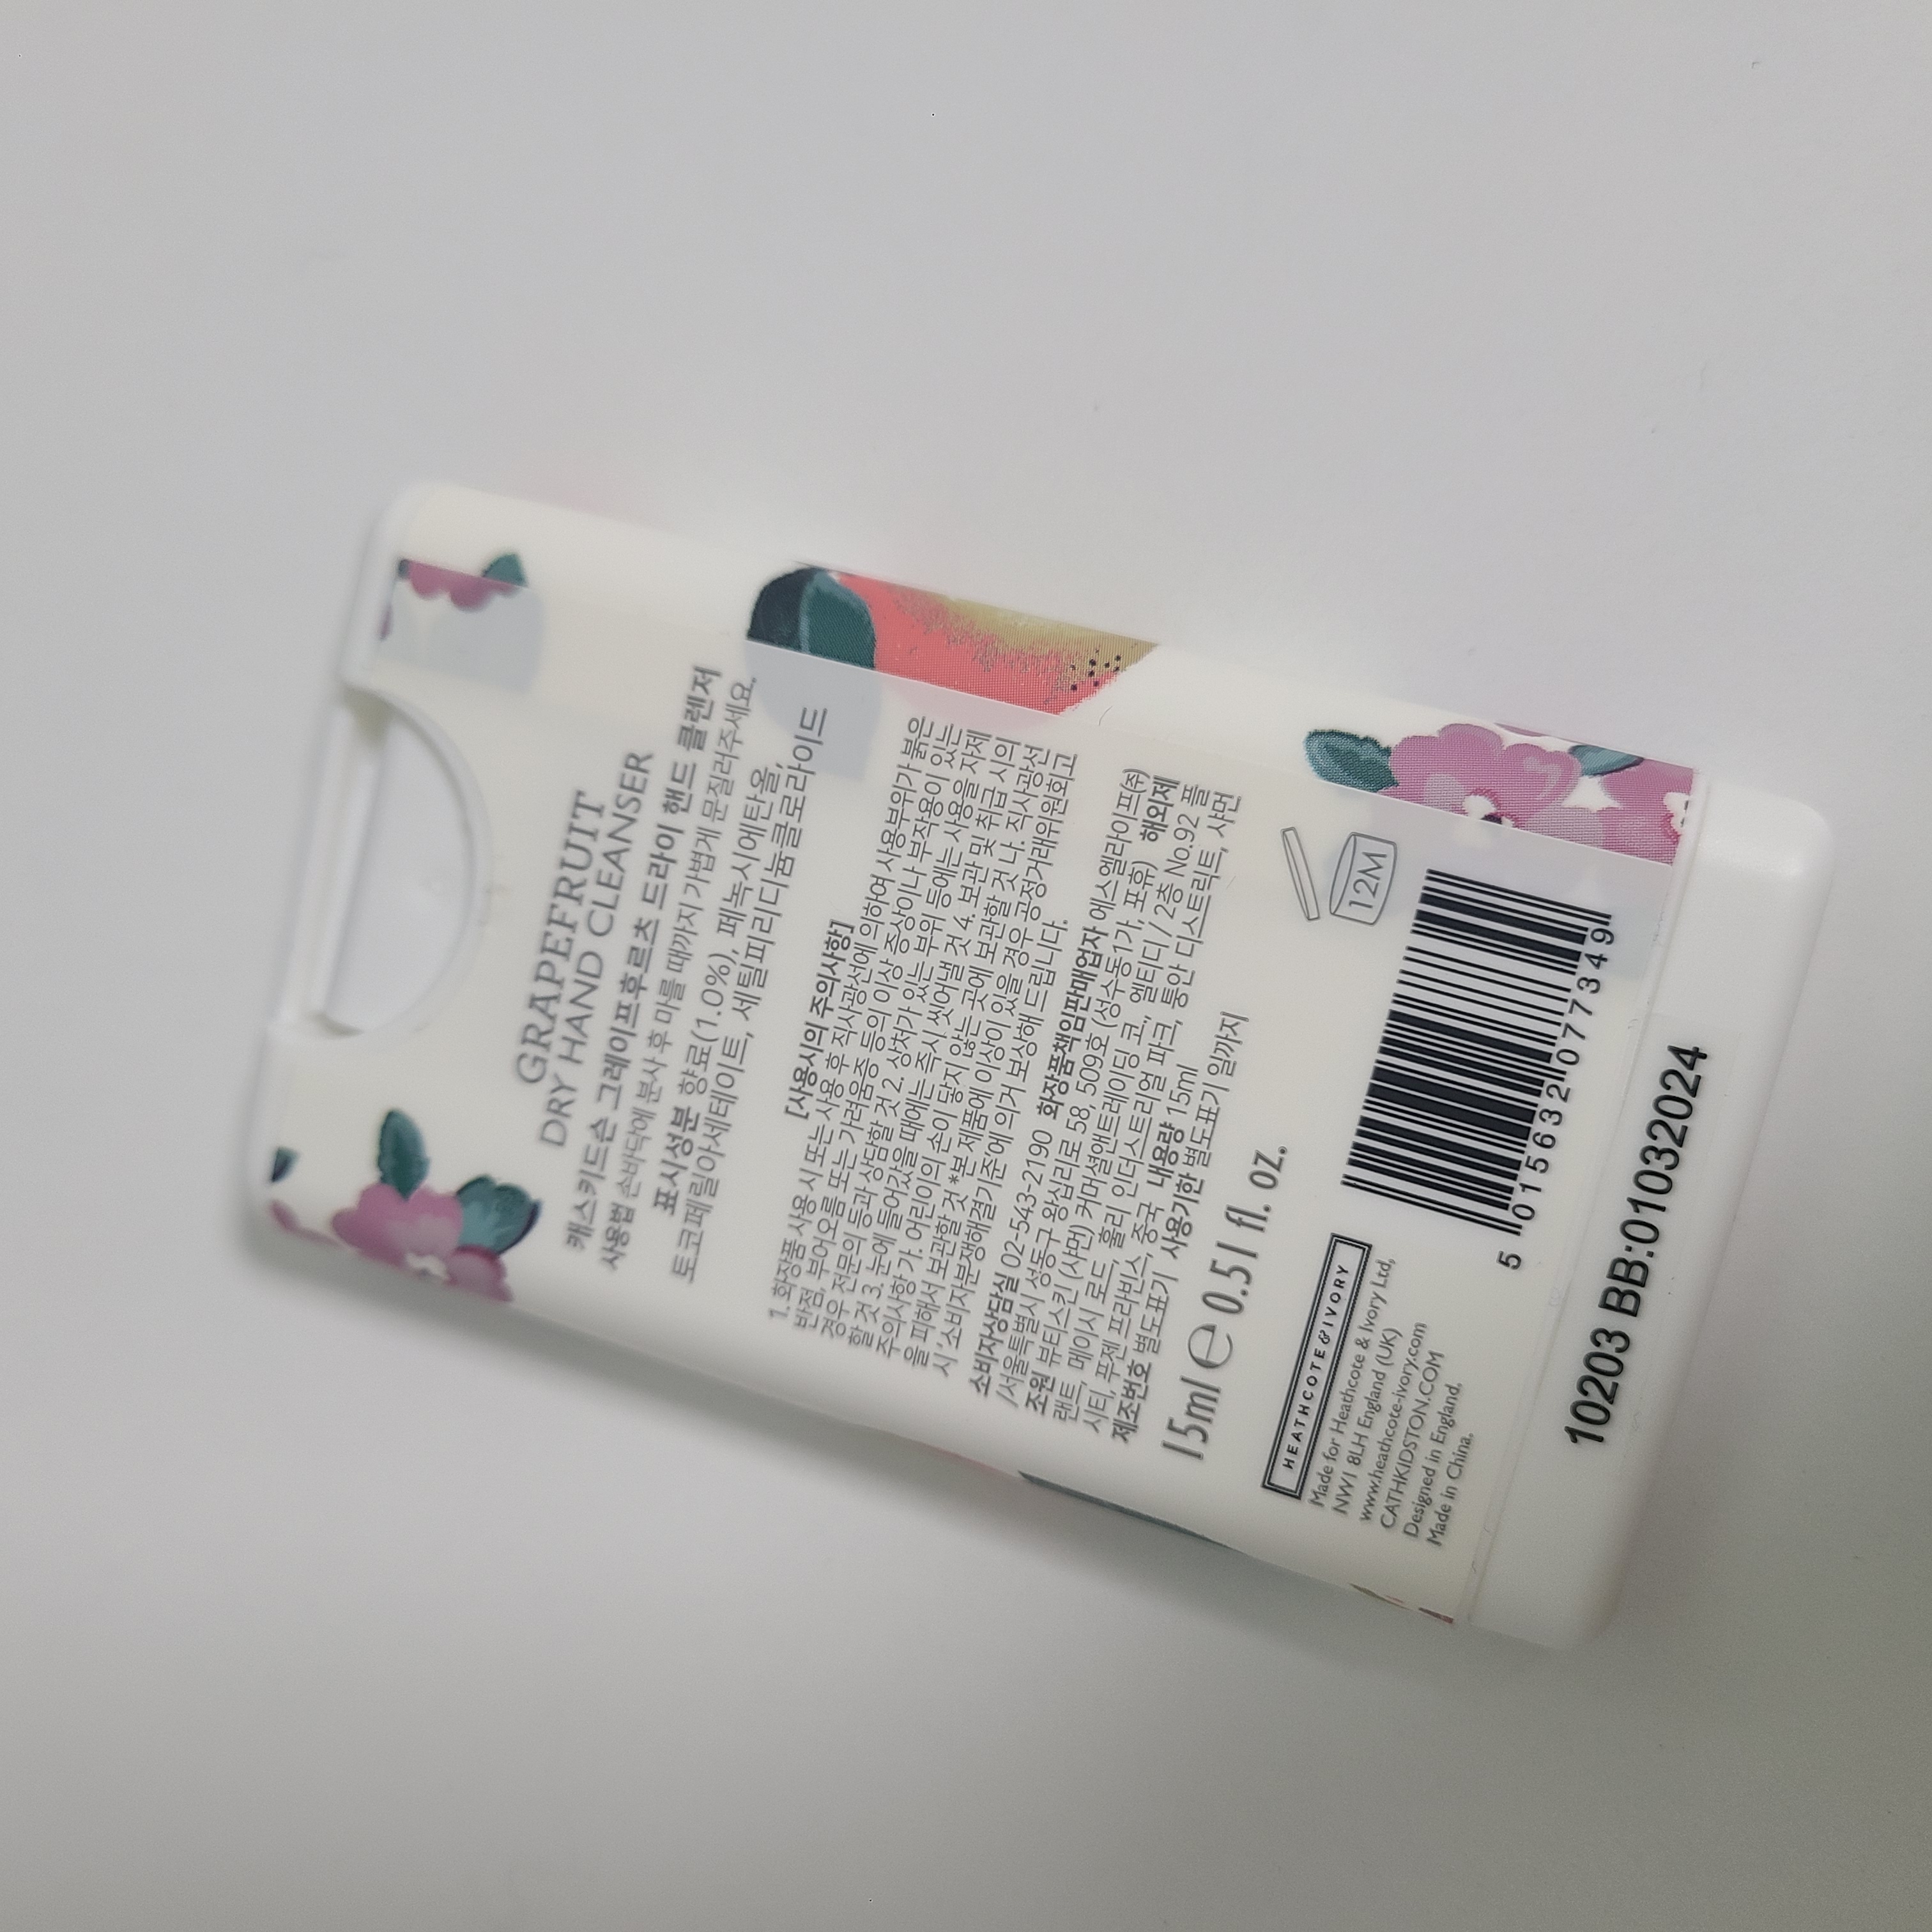 GRAPEFRUIT
DRY HAND CLEANSER
캐스키드슨 그레이프후르츠 드라이 핸드 클렌저
사용법 손바닥에 분사 후 마를 때까지 가볍게 문질러주세요.
표시성분 향료(1.0%), 페녹시에탄올,
토코페릴아세테이트, 세틸피리디늄클로라이드
[사용시의 주의사항]
1. 화장품 사용 시 또는 사용 후 직사광선에 의하여 사용부위가 붉은
반점, 부어오름 또는 가려움증 등의 이상 증상이나 부작용이 있는
경우 전문의 등과 상담할 것 2. 상처가 있는 부위 등에는 사용을 자제
할 것 3. 눈에 들어갔을 때에는 즉시 씻어낼 것 4. 보관 및 취급 시의
주의사항 가. 어린이의 손이 닿지 않는 곳에 보관할 것 나. 직사광선
을 피해서 보관할 것 *본 제품에 이상이 있을 경우 공정거래위원회고
시 '소비자분쟁해결기준'에 의거 보상해 드립니다.
소비자상담실 02-543-2190 화장품책임판매업자 에스엘라이프㈜
/서울특별시 성동구 왕십리로 58, 509호 (성수동1가, 포휴) 해외제
조원 뷰티스킨 (샤먼) 커머셜앤트레이딩 코., 엘티디 / 2층 No.92 플
랜트, 메이시 로드, 훌리 인더스트리얼 파크, 퉁안 디스트릭트, 샤먼
시티, 푸젠 프라빈스, 중국 내용량 15ml
제조번호 별도표기 사용기한 별도표기 일까지
15ml ℮ 0.51 fl. oz.
HEATHCOTE & IVORY
Made for Heathcote & Ivory Ltd,
NW1 8LH England (UK)
www.heathcote-ivory.com
CATHKIDSTON.COM
Designed in England,
Made in China.
12M
5 015632 077349
10203 BB:01032024